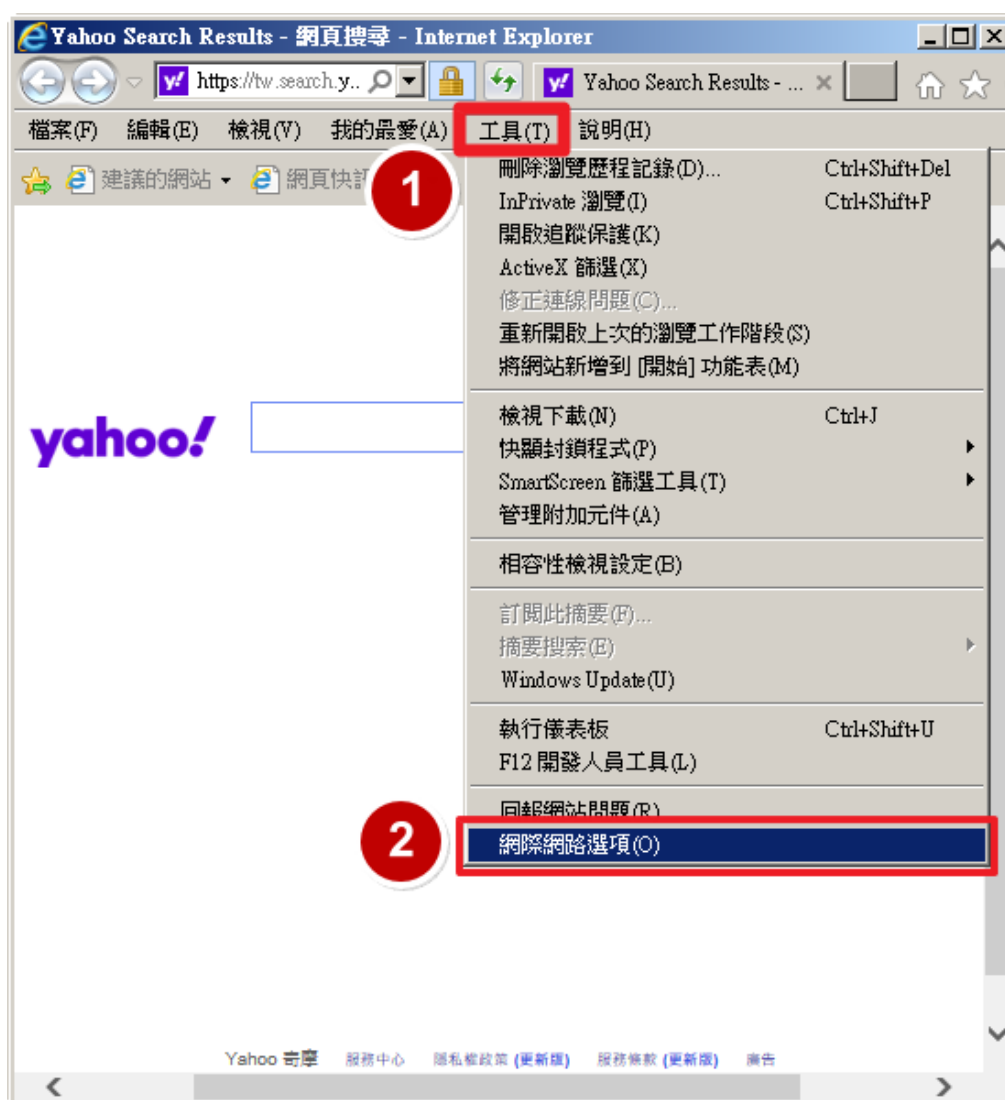 Yahoo Search Results - 網頁搜尋 - Internet Explorer
https://tw.search.y...
Yahoo Search Results - ...
檔案(F) 編輯(E) 檢視(V) 我的最愛(A) 工具(T) 說明(H)
建議的網站 網頁快訊
1
刪除瀏覽歷程記錄(D)... Ctrl+Shift+Del
InPrivate 瀏覽(I) Ctrl+Shift+P
開啟追蹤保護(K)
ActiveX 篩選(X)
修正連線問題(C)...
重新開啟上次的瀏覽工作階段(S)
將網站新增到 [開始] 功能表(M)
檢視下載(N) Ctrl+J
快顯封鎖程式(P)
SmartScreen 篩選工具(T)
管理附加元件(A)
相容性檢視設定(B)
訂閱此摘要(F)...
摘要搜索(E)
Windows Update(U)
執行儀表板 Ctrl+Shift+U
F12 開發人員工具(L)
回報網站問題(R)
2
網際網路選項(O)
yahoo!
Yahoo 奇摩 服務中心 隱私權政策 (更新版) 服務條款 (更新版) 廣告